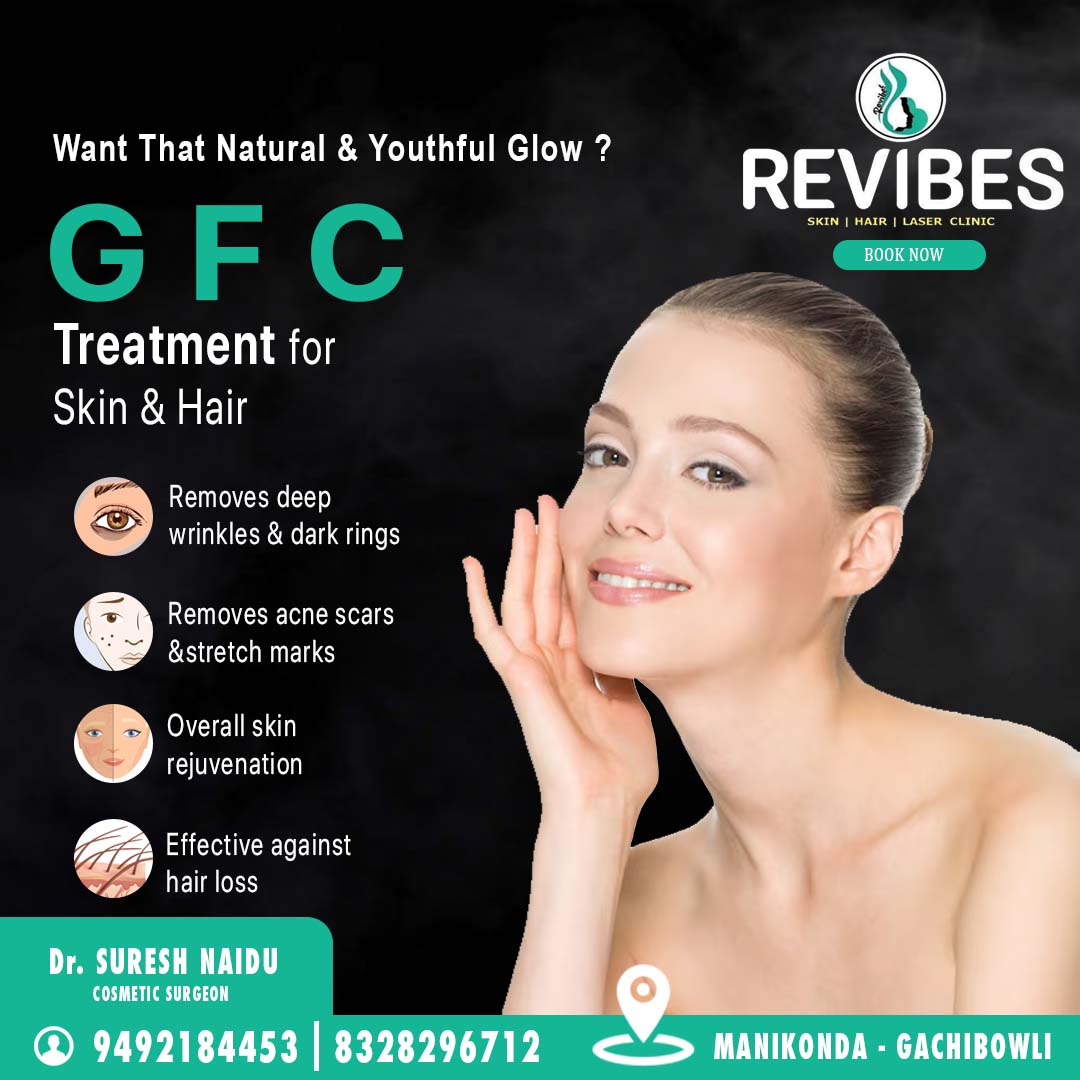 Revibes
REVIBES
SKIN | HAIR | LASER CLINIC
BOOK NOW
Want That Natural & Youthful Glow ?
GFC
Treatment for
Skin & Hair
Removes deep
wrinkles & dark rings
Removes acne scars
&stretch marks
Overall skin
rejuvenation
Effective against
hair loss
Dr. SURESH NAIDU
COSMETIC SURGEON
9492184453 | 8328296712
MANIKONDA - GACHIBOWLI